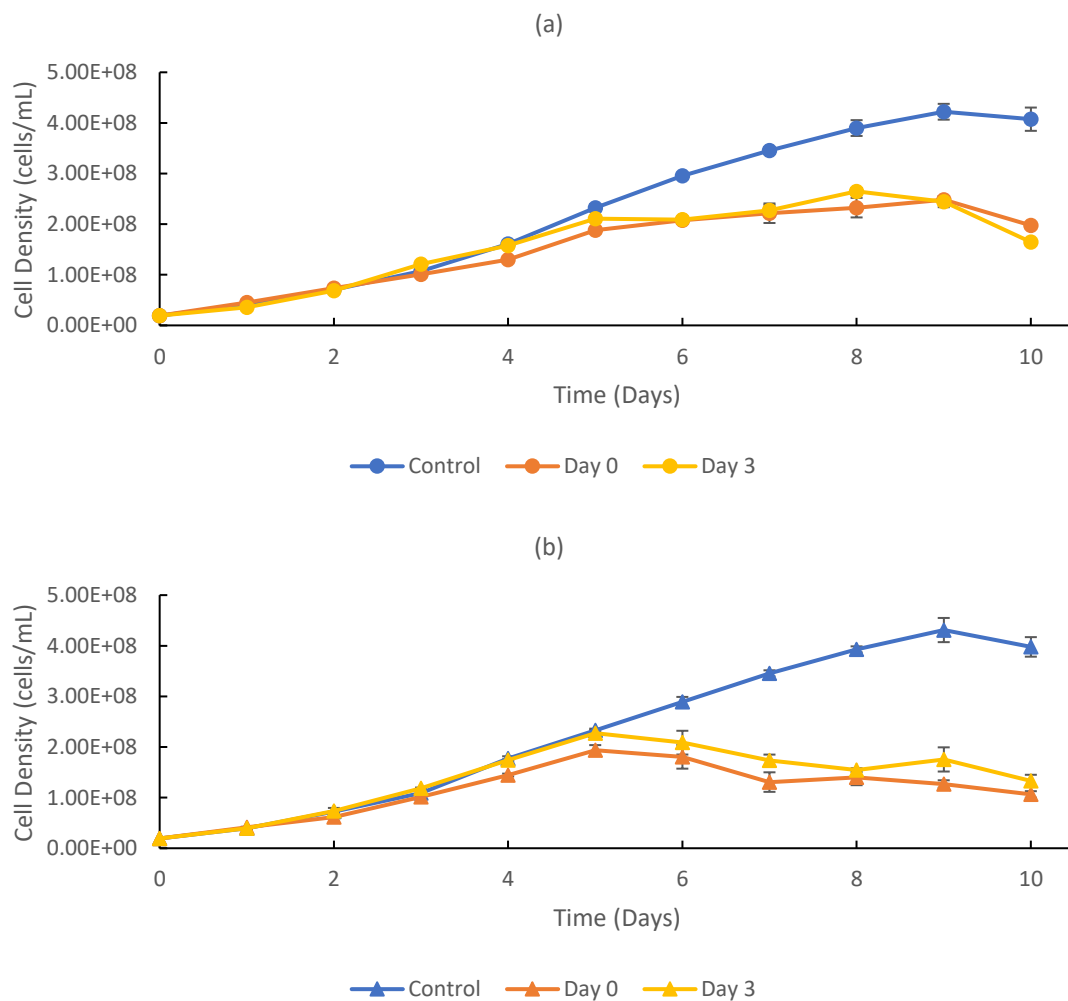 (a)
5.00E+08
4.00E+08
3.00E+08
2.00E+08
1.00E+08
0.00E+00
Cell Density (cells/mL)
0 2 4 6 8 10
Time (Days)
Control Day 0 Day 3
(b)
5.00E+08
4.00E+08
3.00E+08
2.00E+08
1.00E+08
0.00E+00
Cell Density (cells/mL)
0 2 4 6 8 10
Time (Days)
Control Day 0 Day 3